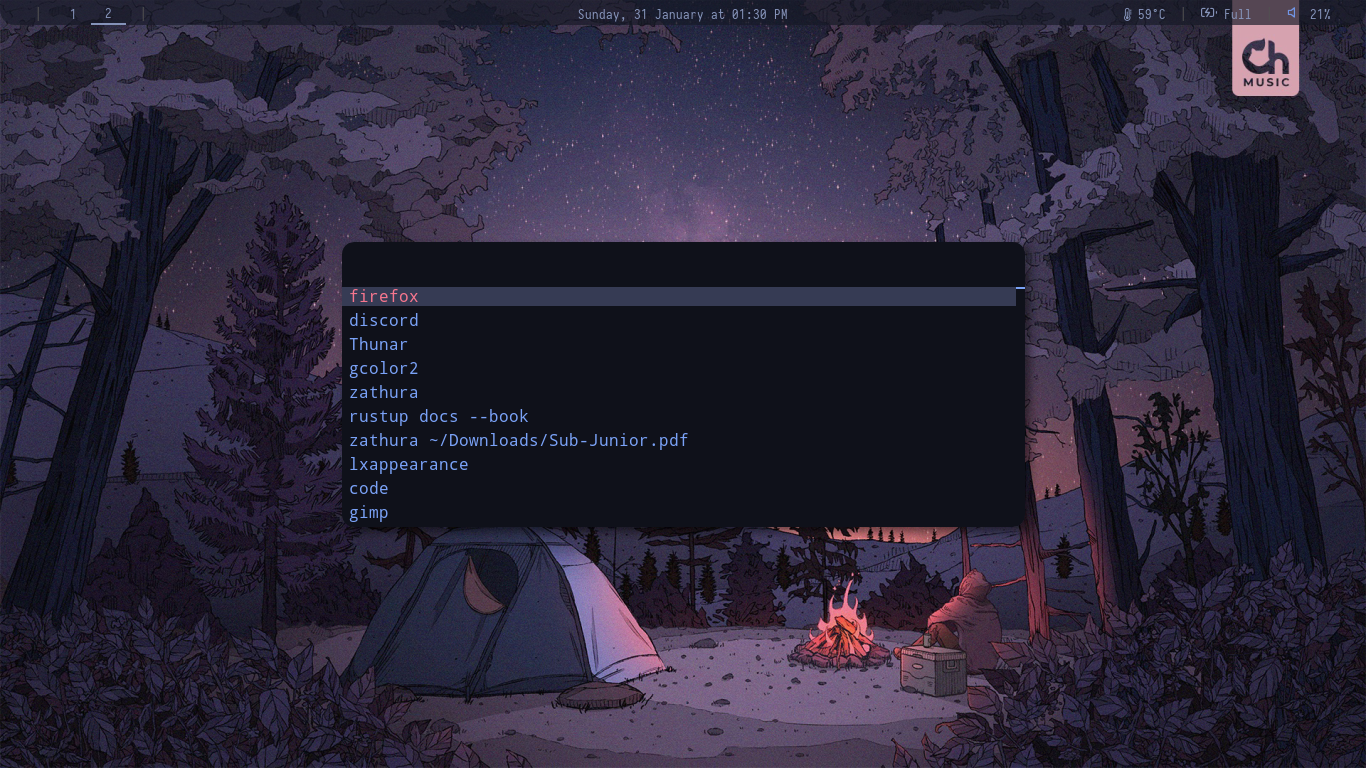 1 2
Sunday, 31 January at 01:30 PM
59°C | Full 21%
Ch
MUSIC
firefox
discord
Thunar
gcolor2
zathura
rustup docs --book
zathura ~/Downloads/Sub-Junior.pdf
lxappearance
code
gimp